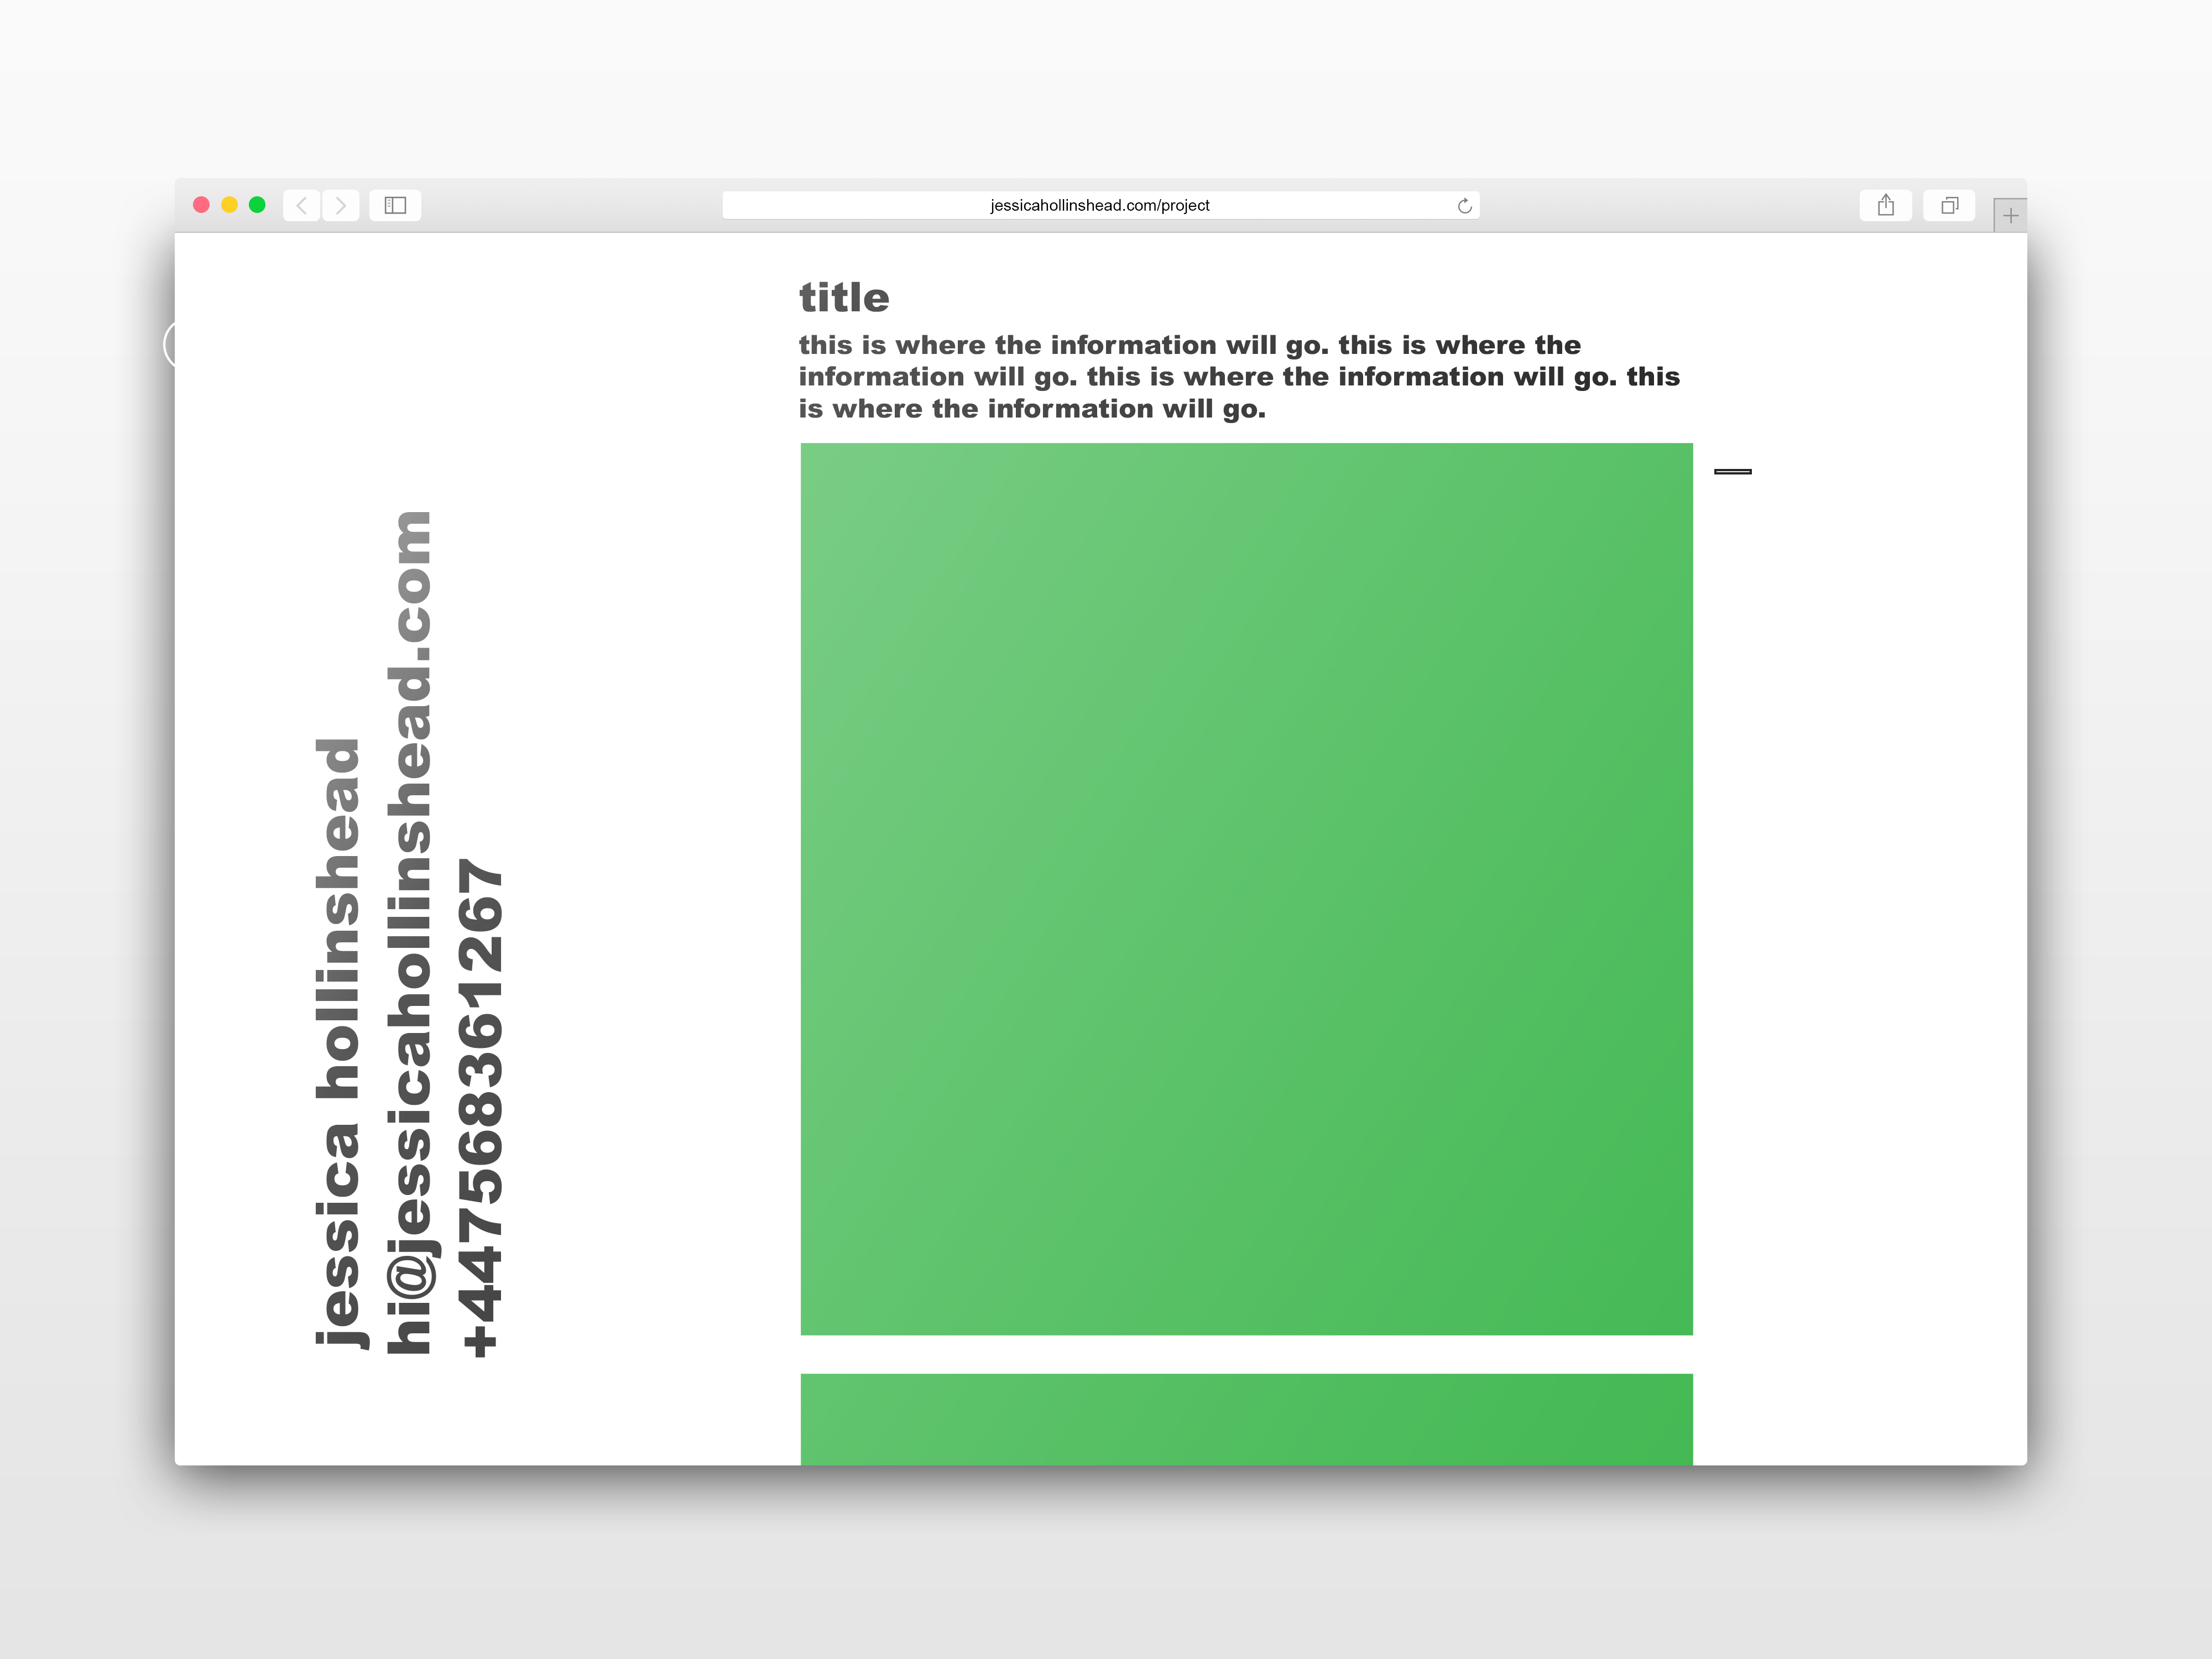 jessicahollinshead.com/project
title
this is where the information will go. this is where the
information will go. this is where the information will go. this
is where the information will go.
jessica hollinshead
hi@jessicahollinshead.com
+447568361267